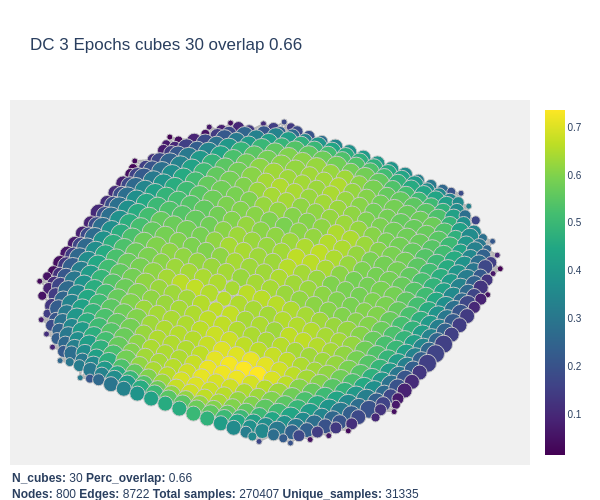 DC 3 Epochs cubes 30 overlap 0.66
0.7
0.6
0.5
0.4
0.3
0.2
0.1
N_cubes: 30 Perc_overlap: 0.66
Nodes: 800 Edges: 8722 Total samples: 270407 Unique_samples: 31335